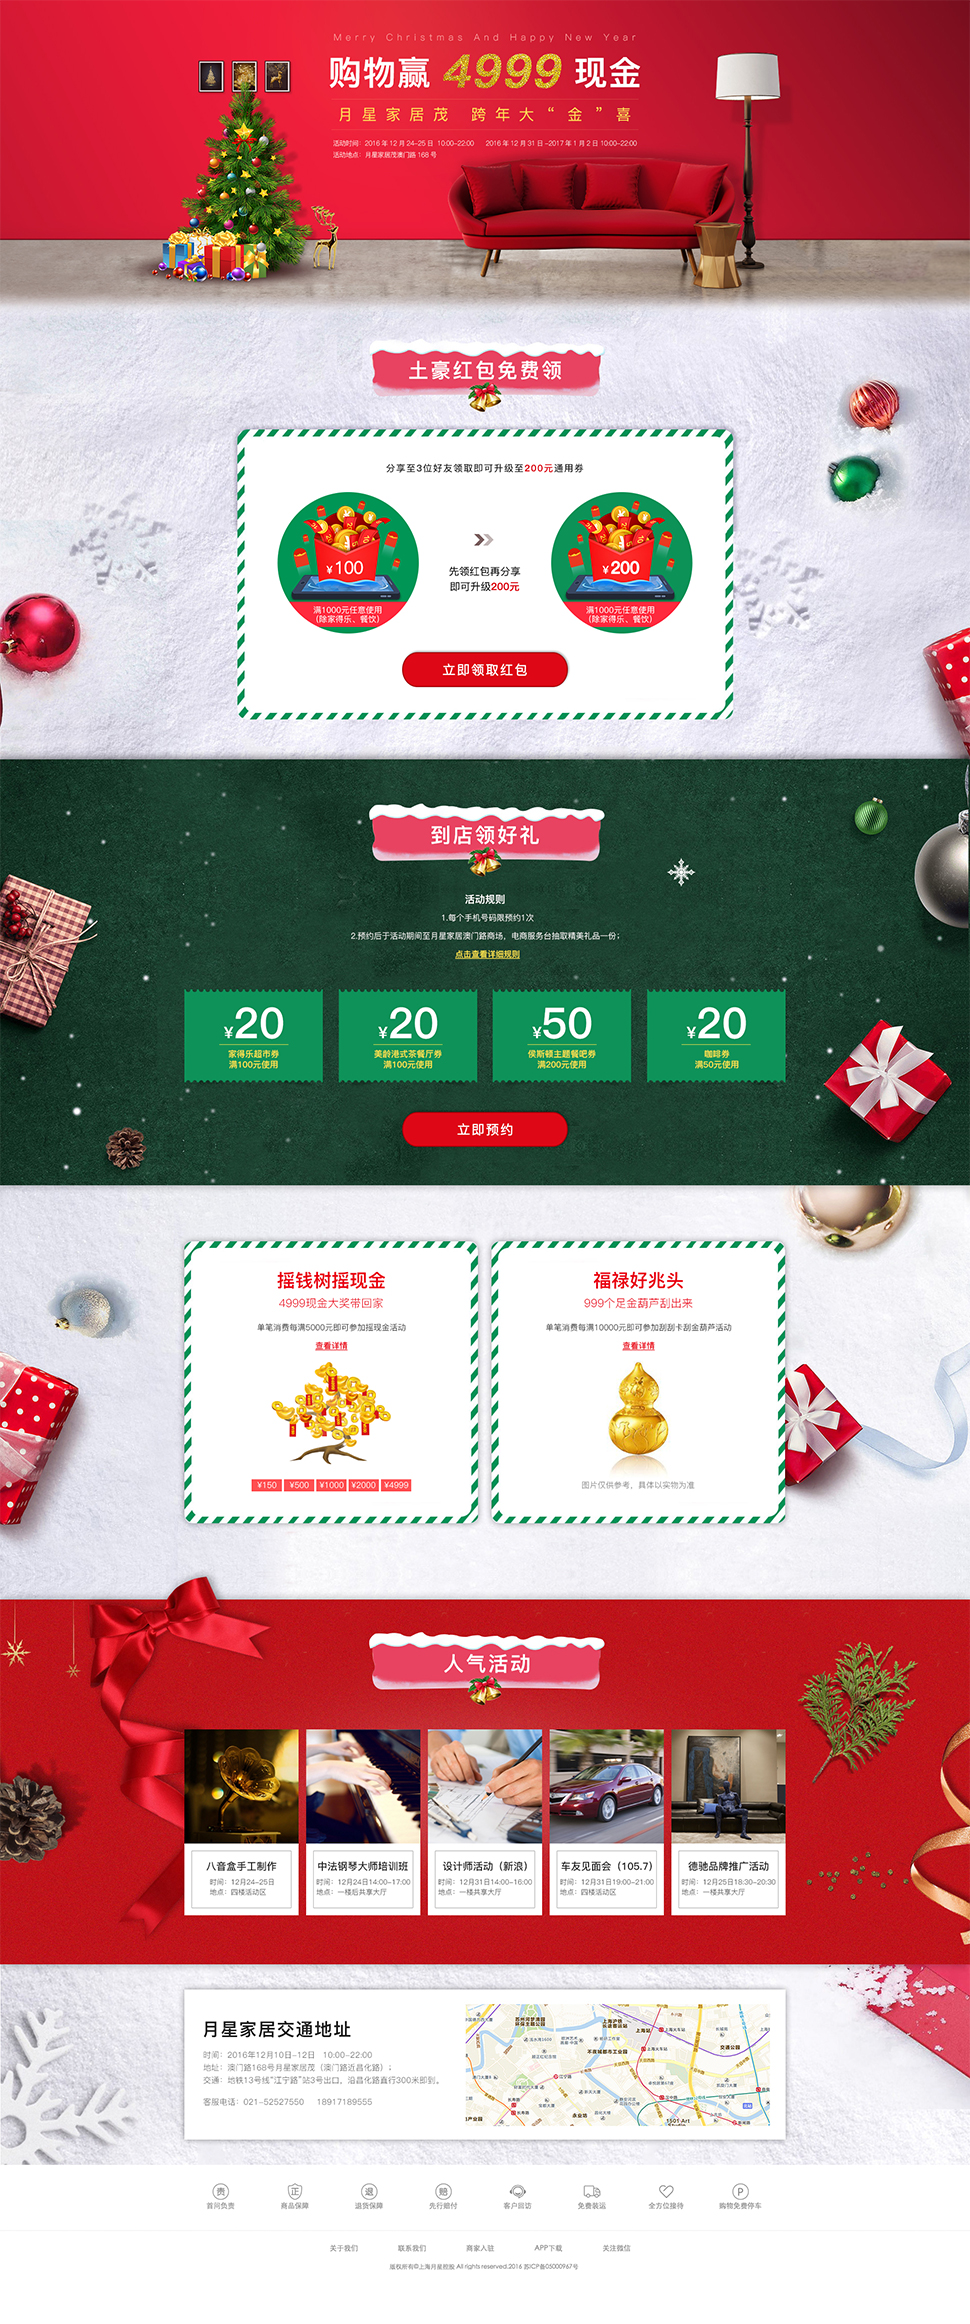 Merry Christmas And Happy New Year
购物赢 4999 现金
月星家居茂 跨年大“金”喜
活动时间：2016 年 12 月 24-25 日 10:00-22:00 2016 年 12 月 31 日 -2017 年 1 月 2 日 10:00-22:00
活动地点：月星家居茂澳门路 168 号
土豪红包免费领
分享至3位好友领取即可升级至200元通用券
¥100
满1000元任意使用
(除家得乐、餐饮)
先领红包再分享
即可升级200元
¥200
满1000元任意使用
(除家得乐、餐饮)
立即领取红包
到店领好礼
活动规则
1.每个手机号码限预约1次
2.预约后于活动期间至月星家居澳门路商场，电商服务台抽取精美礼品一份；
点击查看详细规则
¥20
家得乐超市券
满100元使用
¥20
美龄港式茶餐厅券
满100元使用
¥50
侯斯顿主题餐吧券
满200元使用
¥20
咖啡券
满50元使用
立即预约
摇钱树摇现金
4999现金大奖带回家
单笔消费每满5000元即可参加摇现金活动
查看详情
¥150 ¥500 ¥1000 ¥2000 ¥4999
福禄好兆头
999个足金葫芦刮出来
单笔消费每满10000元即可参加刮刮卡刮金葫芦活动
查看详情
图片仅供参考，具体以实物为准
人气活动
八音盒手工制作
时间：12月24-25日
地点：四楼活动区
中法钢琴大师培训班
时间：12月24日14:00-17:00
地点：一楼后共享大厅
设计师活动（新浪）
时间：12月31日14:00-16:00
地点：一楼共享大厅
车友见面会（105.7）
时间：12月31日19:00-21:00
地点：四楼活动区
德驰品牌推广活动
时间：12月25日18:30-20:30
地点：一楼共享大厅
月星家居交通地址
时间：2016年12月10日-12日 10:00-22:00
地址：澳门路168号月星家居茂（澳门路近昌化路）；
交通：地铁13号线“江宁路”站3号出口，沿昌化路直行300米即到。
客服电话：021-52527550 18917189555
首问负责
商品保障
退货保障
先行赔付
客户回访
免费装运
全方位接待
购物免费停车
关于我们
联系我们
商家入驻
APP下载
关注微信
版权所有©上海月星控股 All rights reserved.2016 苏ICP备05000967号